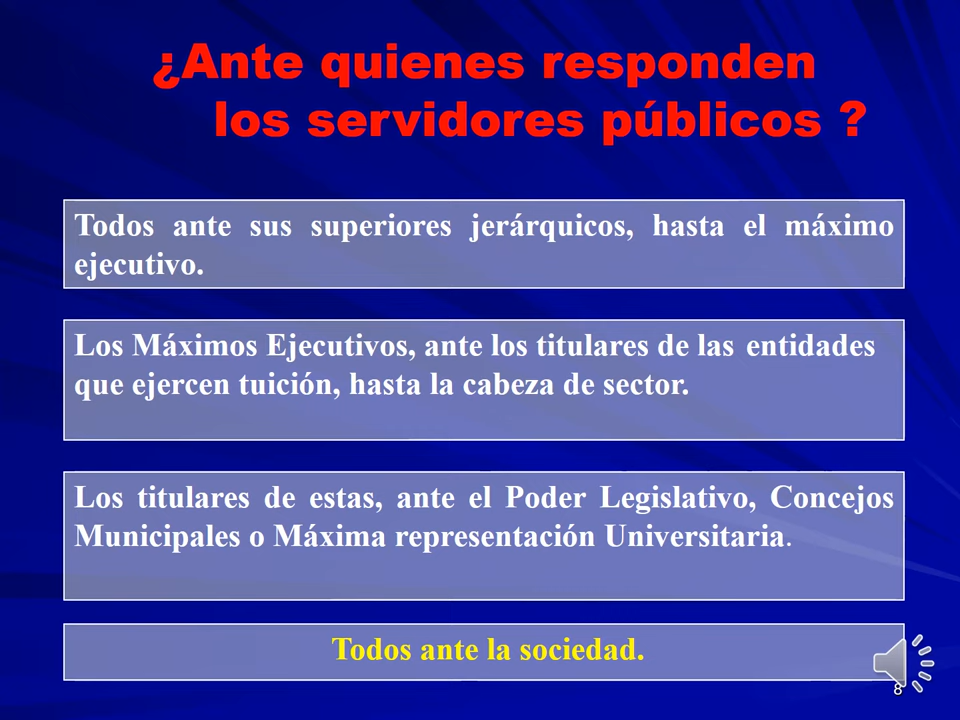 ¿Ante quienes responden
los servidores públicos ?
Todos ante sus superiores jerárquicos, hasta el máximo
ejecutivo.
Los Máximos Ejecutivos, ante los titulares de las entidades
que ejercen tuición, hasta la cabeza de sector.
Los titulares de estas, ante el Poder Legislativo, Concejos
Municipales o Máxima representación Universitaria.
Todos ante la sociedad.
8